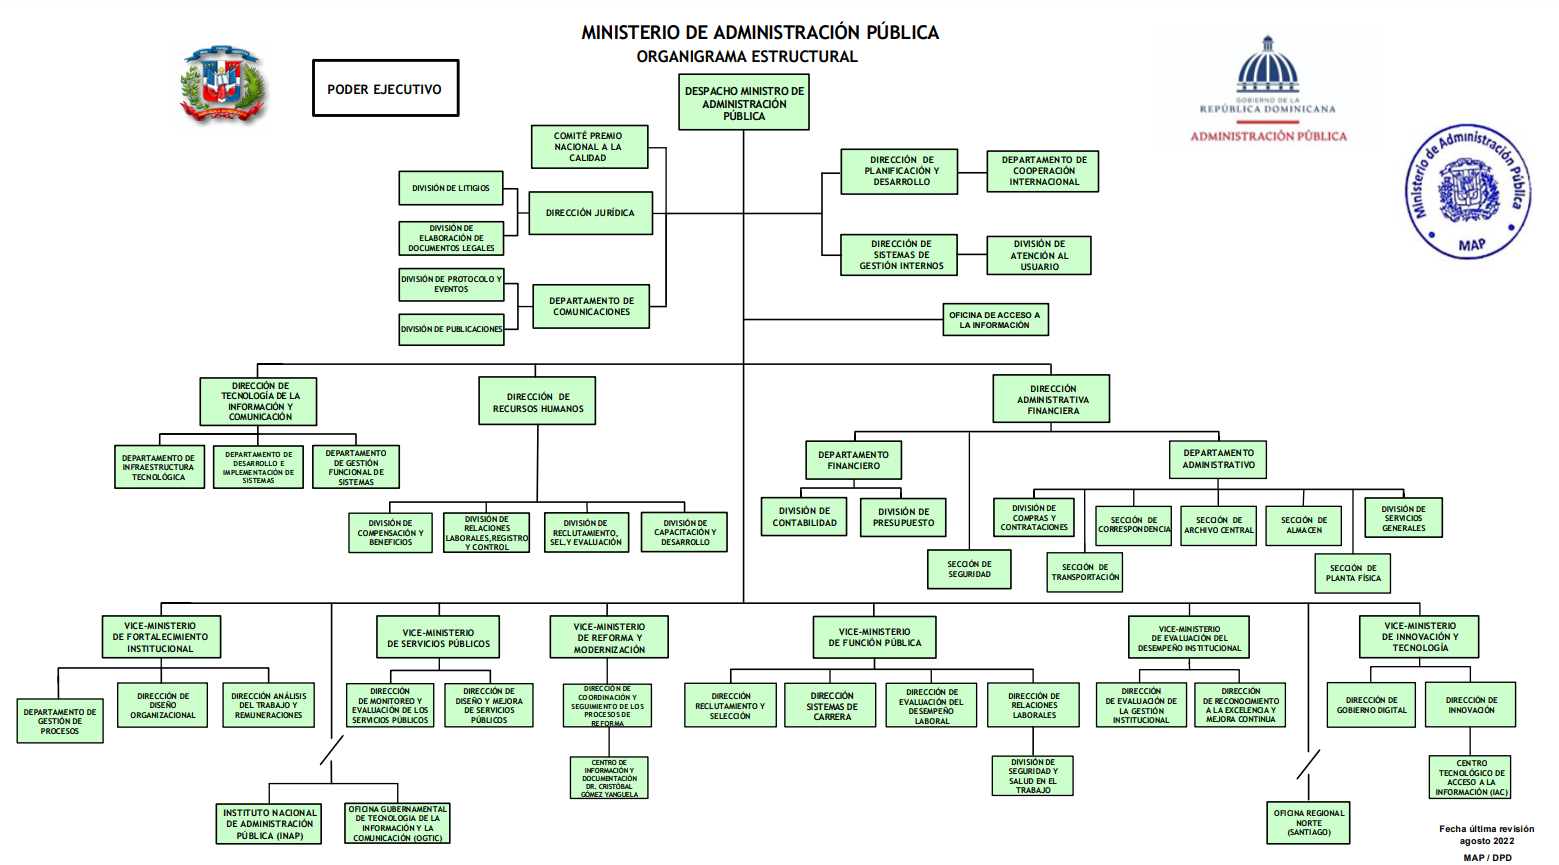 MINISTERIO DE ADMINISTRACIÓN PÚBLICA
ORGANIGRAMA ESTRUCTURAL
PODER EJECUTIVO
DESPACHO MINISTRO DE
ADMINISTRACIÓN
PÚBLICA
GOBIERNO DE LA
REPÚBLICA DOMINICANA
ADMINISTRACIÓN PÚBLICA
Ministerio de Administración Pública
MAP
COMITÉ PREMIO
NACIONAL A LA
CALIDAD
DIVISIÓN DE LITIGIOS
DIRECCIÓN JURÍDICA
DIVISIÓN DE
ELABORACIÓN DE
DOCUMENTOS LEGALES
DIVISIÓN DE PROTOCOLO Y
EVENTOS
DEPARTAMENTO DE
COMUNICACIONES
DIVISIÓN DE PUBLICACIONES
DIRECCIÓN DE
PLANIFICACIÓN Y
DESARROLLO
DEPARTAMENTO DE
COOPERACIÓN
INTERNACIONAL
DIRECCIÓN DE
SISTEMAS DE
GESTIÓN INTERNOS
DIVISIÓN DE
ATENCIÓN AL
USUARIO
OFICINA DE ACCESO A
LA INFORMACIÓN
DIRECCIÓN DE
TECNOLOGÍA DE LA
INFORMACIÓN Y
COMUNICACIÓN
DIRECCIÓN DE
RECURSOS HUMANOS
DIRECCIÓN
ADMINISTRATIVA
FINANCIERA
DEPARTAMENTO DE
INFRAESTRUCTURA
TECNOLÓGICA
DEPARTAMENTO DE
DESARROLLO E
IMPLEMENTACIÓN DE
SISTEMAS
DEPARTAMENTO
DE GESTIÓN
FUNCIONAL DE
SISTEMAS
DEPARTAMENTO
FINANCIERO
DEPARTAMENTO
ADMINISTRATIVO
DIVISIÓN DE
COMPENSACIÓN Y
BENEFICIOS
DIVISIÓN DE
RELACIONES
LABORALES,REGISTRO
Y CONTROL
DIVISIÓN DE
RECLUTAMIENTO,
SEL.Y EVALUACIÓN
DIVISIÓN DE
CAPACITACIÓN Y
DESARROLLO
DIVISIÓN DE
CONTABILIDAD
DIVISIÓN DE
PRESUPUESTO
DIVISIÓN DE
COMPRAS Y
CONTRATACIONES
SECCIÓN DE
CORRESPONDENCIA
SECCIÓN DE
ARCHIVO CENTRAL
SECCIÓN DE
ALMACEN
DIVISIÓN DE
SERVICIOS
GENERALES
SECCIÓN DE
SEGURIDAD
SECCIÓN DE
TRANSPORTACIÓN
SECCIÓN DE
PLANTA FÍSICA
VICE-MINISTERIO
DE FORTALECIMIENTO
INSTITUCIONAL
VICE-MINISTERIO
DE SERVICIOS PÚBLICOS
VICE-MINISTERIO
DE REFORMA Y
MODERNIZACIÓN
VICE-MINISTERIO
DE FUNCIÓN PÚBLICA
VICE-MINISTERIO
DE EVALUACIÓN DEL
DESEMPEÑO INSTITUCIONAL
VICE-MINISTERIO
DE INNOVACIÓN Y
TECNOLOGÍA
DEPARTAMENTO DE
GESTIÓN DE
PROCESOS
DIRECCIÓN DE
DISEÑO
ORGANIZACIONAL
DIRECCIÓN ANÁLISIS
DEL TRABAJO Y
REMUNERACIONES
DIRECCIÓN
DE MONITOREO Y
EVALUACIÓN DE LOS
SERVICIOS PÚBLICOS
DIRECCIÓN DE
DISEÑO Y MEJORA
DE SERVICIOS
PÚBLICOS
DIRECCIÓN DE
COORDINACIÓN Y
SEGUIMIENTO DE LOS
PROCESOS DE
REFORMA
DIRECCIÓN
RECLUTAMIENTO Y
SELECCIÓN
DIRECCIÓN
SISTEMAS DE
CARRERA
DIRECCIÓN DE
EVALUACIÓN DEL
DESEMPEÑO
LABORAL
DIRECCIÓN DE
RELACIONES
LABORALES
DIRECCIÓN
DE EVALUACIÓN DE
LA GESTIÓN
INSTITUCIONAL
DIRECCIÓN
DE RECONOCIMIENTO
A LA EXCELENCIA Y
MEJORA CONTINUA
DIRECCIÓN DE
GOBIERNO DIGITAL
DIRECCIÓN DE
INNOVACIÓN
CENTRO DE
INFORMACIÓN Y
DOCUMENTACIÓN
DR. CRISTÓBAL
GÓMEZ YANGUELA
DIVISIÓN DE
SEGURIDAD Y
SALUD EN EL
TRABAJO
CENTRO
TECNOLÓGICO DE
ACCESO A LA
INFORMACIÓN (IAC)
INSTITUTO NACIONAL
DE ADMINISTRACIÓN
PÚBLICA (INAP)
OFICINA GUBERNAMENTAL
DE TECNOLOGIA DE LA
INFORMACIÓN Y LA
COMUNICACIÓN (OGTIC)
OFICINA REGIONAL
NORTE
(SANTIAGO)
Fecha última revisión
agosto 2022
MAP / DPD